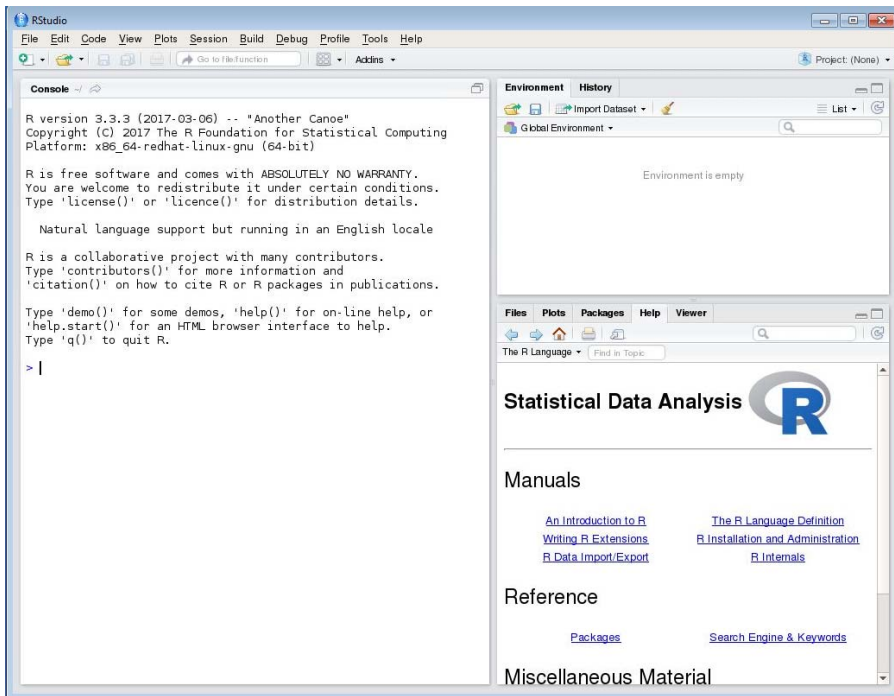 RStudio
File Edit Code View Plots Session Build Debug Profile Tools Help
Go to file/function Addins Project: (None)
Console ~/
R version 3.3.3 (2017-03-06) -- "Another Canoe"
Copyright (C) 2017 The R Foundation for Statistical Computing
Platform: x86_64-redhat-linux-gnu (64-bit)
R is free software and comes with ABSOLUTELY NO WARRANTY.
You are welcome to redistribute it under certain conditions.
Type 'license()' or 'licence()' for distribution details.
Natural language support but running in an English locale
R is a collaborative project with many contributors.
Type 'contributors()' for more information and
'citation()' on how to cite R or R packages in publications.
Type 'demo()' for some demos, 'help()' for on-line help, or
'help.start()' for an HTML browser interface to help.
Type 'q()' to quit R.
>
Environment History
Import Dataset List
Global Environment
Environment is empty
Files Plots Packages Help Viewer
The R Language Find in Topic
Statistical Data Analysis R
Manuals
An Introduction to R The R Language Definition
Writing R Extensions R Installation and Administration
R Data Import/Export R Internals
Reference
Packages Search Engine & Keywords
Miscellaneous Material